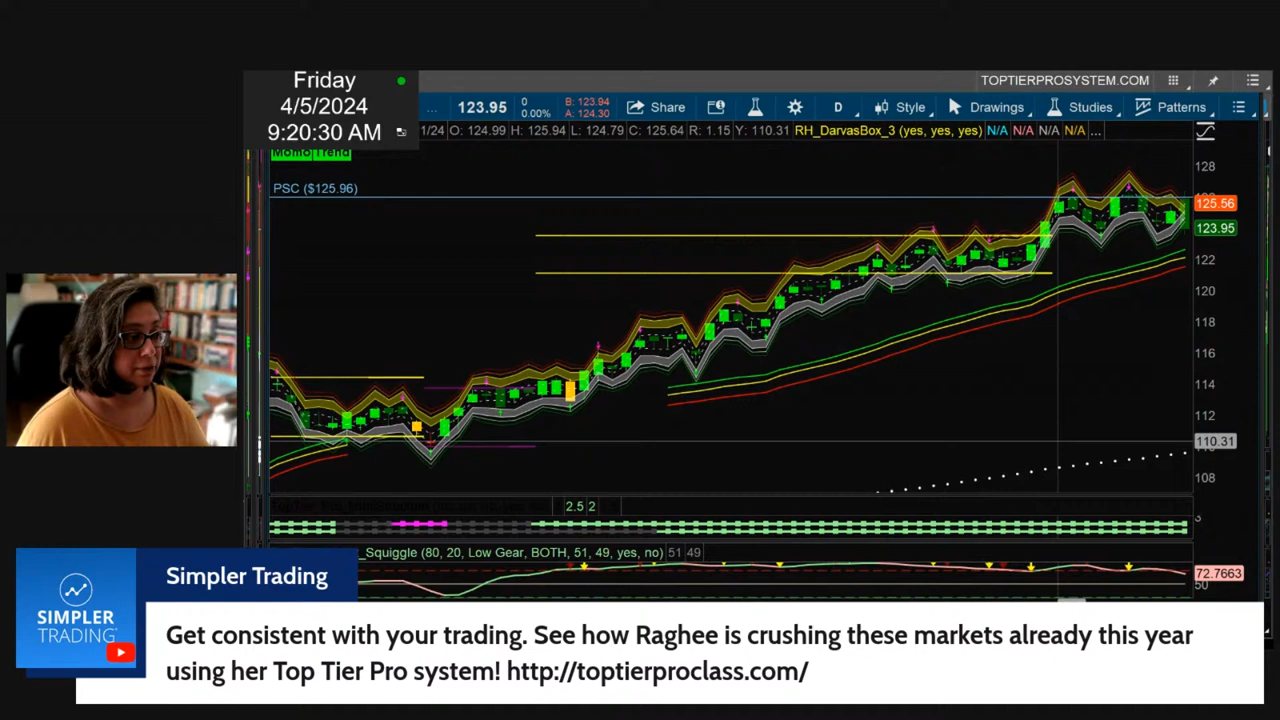 Friday
4/5/2024
9:20:30 AM
TOPTIERPROSYSTEM.COM
... 123.95 0 0.00% B: 123.94 A: 124.30 Share D Style Drawings Studies Patterns
1/24 O: 124.99 H: 125.94 L: 124.79 C: 125.64 R: 1.15 Y: 110.31 RH_DarvasBox_3 (yes, yes, yes) N/A N/A N/A N/A ...
Momo Trend
PSC ($125.96)
128
125.56
123.95
122
120
118
116
114
112
110.31
108
2.5 2
_Squiggle (80, 20, Low Gear, BOTH, 51, 49, yes, no) 51 49
72.7663
50
SIMPLER
TRADING
Simpler Trading
Get consistent with your trading. See how Raghee is crushing these markets already this year
using her Top Tier Pro system! http://toptierproclass.com/